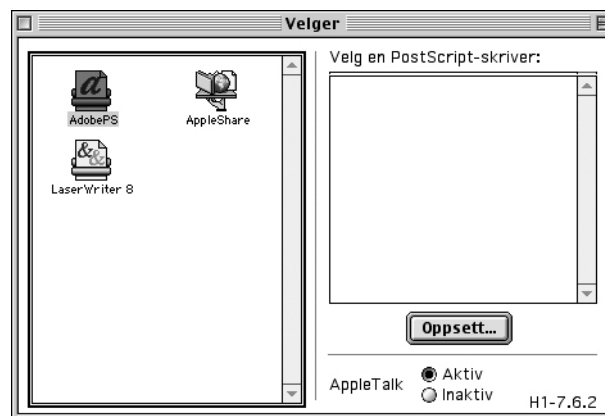 Velger
Velg en PostScript-skriver:
AdobePS
AppleShare
LaserWriter 8
Oppsett...
AppleTalk
Aktiv
Inaktiv
H1-7.6.2